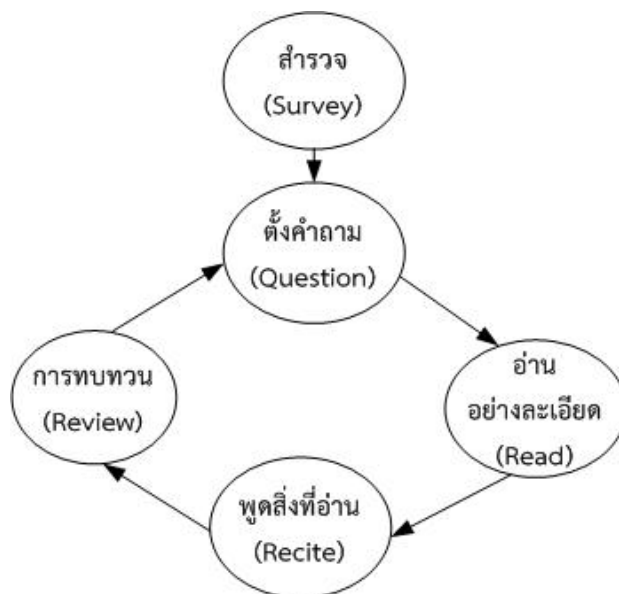 สำรวจ
(Survey)
ตั้งคำถาม
(Question)
อ่าน
อย่างละเอียด
(Read)
พูดสิ่งที่อ่าน
(Recite)
การทบทวน
(Review)